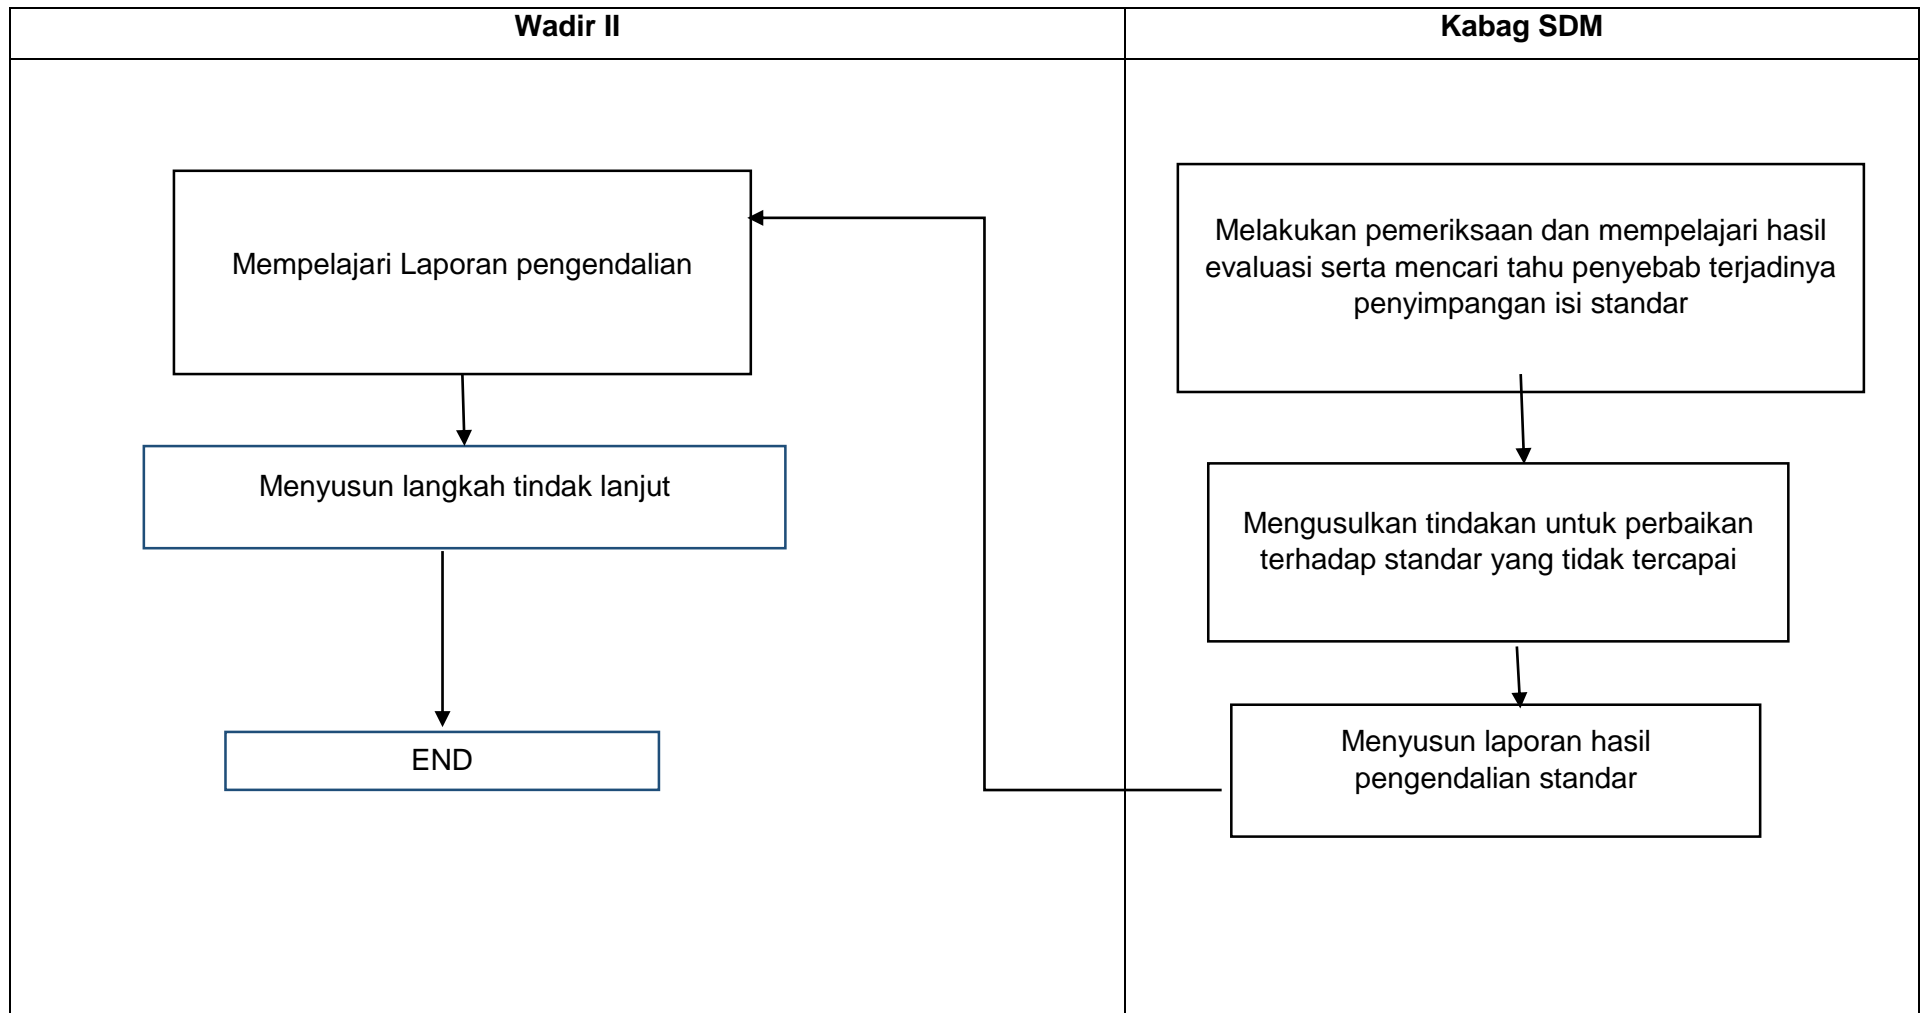 Wadir II
Kabag SDM
Mempelajari Laporan pengendalian
Menyusun langkah tindak lanjut
END
Melakukan pemeriksaan dan mempelajari hasil
evaluasi serta mencari tahu penyebab terjadinya
penyimpangan isi standar
Mengusulkan tindakan untuk perbaikan
terhadap standar yang tidak tercapai
Menyusun laporan hasil
pengendalian standar